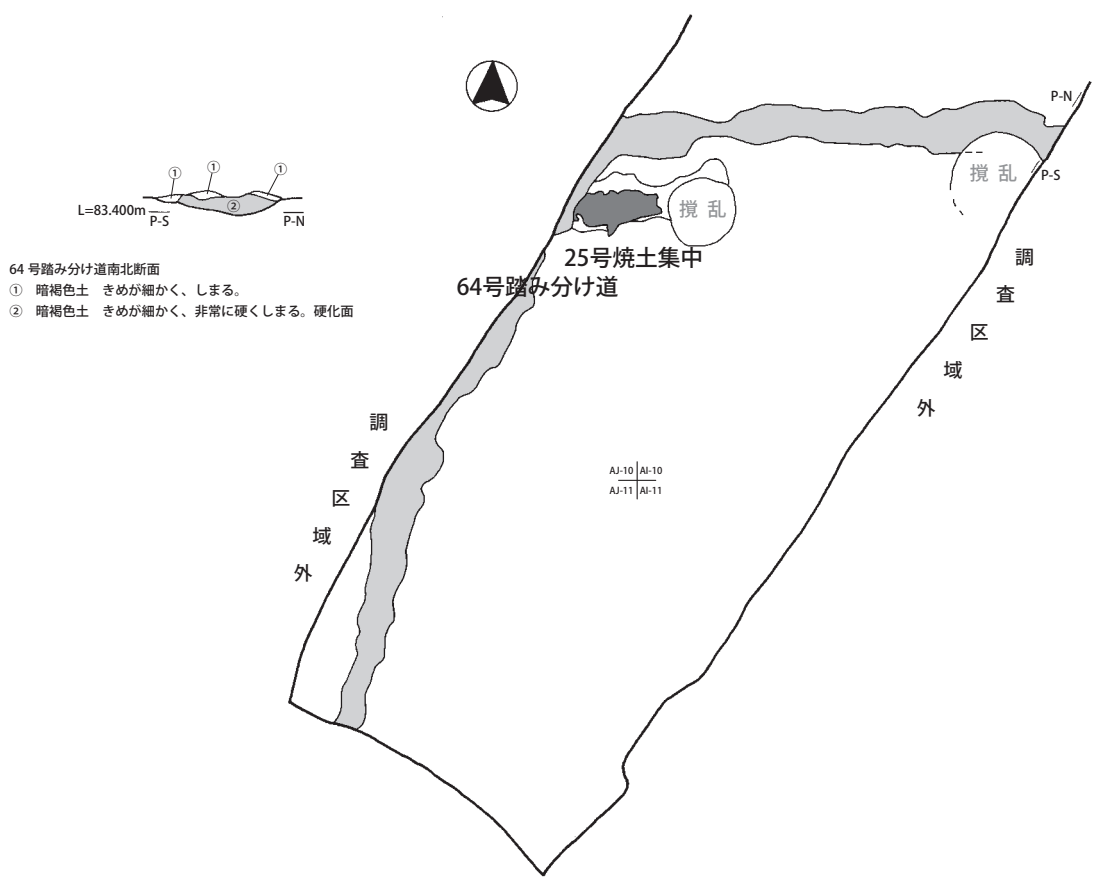 P-N
撹 乱
P-S
① ① ①
②
L=83.400m
P-S
P-N
撹 乱
25号焼土集中
64号踏み分け道
64 号踏み分け道南北断面
① 暗褐色土 きめが細かく、しまる。
② 暗褐色土 きめが細かく、非常に硬くしまる。硬化面
調査区域外
調査区域外
AJ-10 AI-10
AJ-11 AI-11